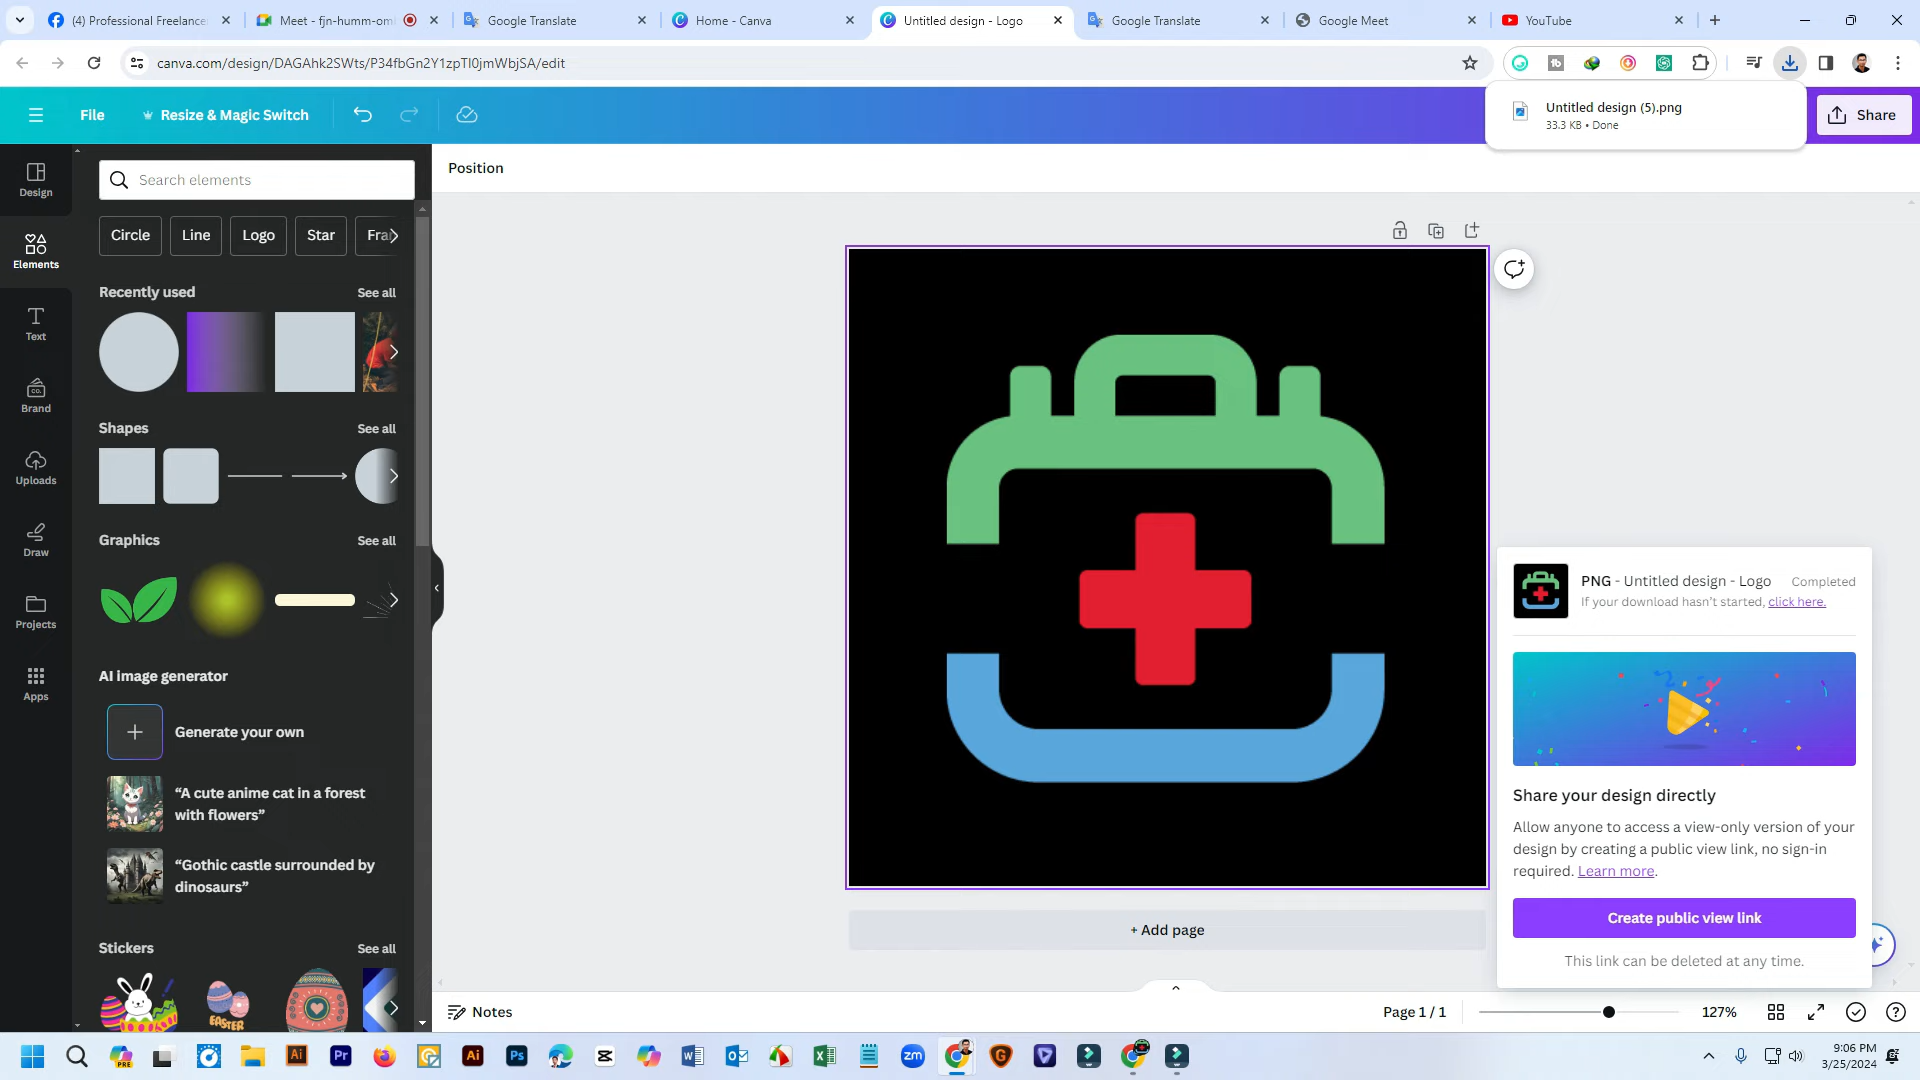 (4) Professional Freelance
Meet - fjn-humm-om
Google Translate
Home - Canva
Untitled design - Logo
Google Translate
Google Meet
YouTube
canva.com/design/DAGAhk2SWts/P34fbGn2Y1zpTl0jmWbjSA/edit
File
Resize & Magic Switch
Untitled design (5).png
33.3 KB • Done
Share
Design
Elements
Text
Brand
Uploads
Draw
Projects
Apps
Search elements
Circle
Line
Logo
Star
Fra
Recently used
See all
Shapes
See all
Graphics
See all
AI image generator
Generate your own
“A cute anime cat in a forest
with flowers”
“Gothic castle surrounded by
dinosaurs”
Stickers
See all
EASTER
Position
+ Add page
PNG - Untitled design - Logo
Completed
If your download hasn’t started, click here.
Share your design directly
Allow anyone to access a view-only version of your
design by creating a public view link, no sign-in
required. Learn more.
Create public view link
This link can be deleted at any time.
Notes
Page 1 / 1
127%
PRE
Ai
Pr
Ai
Ps
zm
9:06 PM
3/25/2024